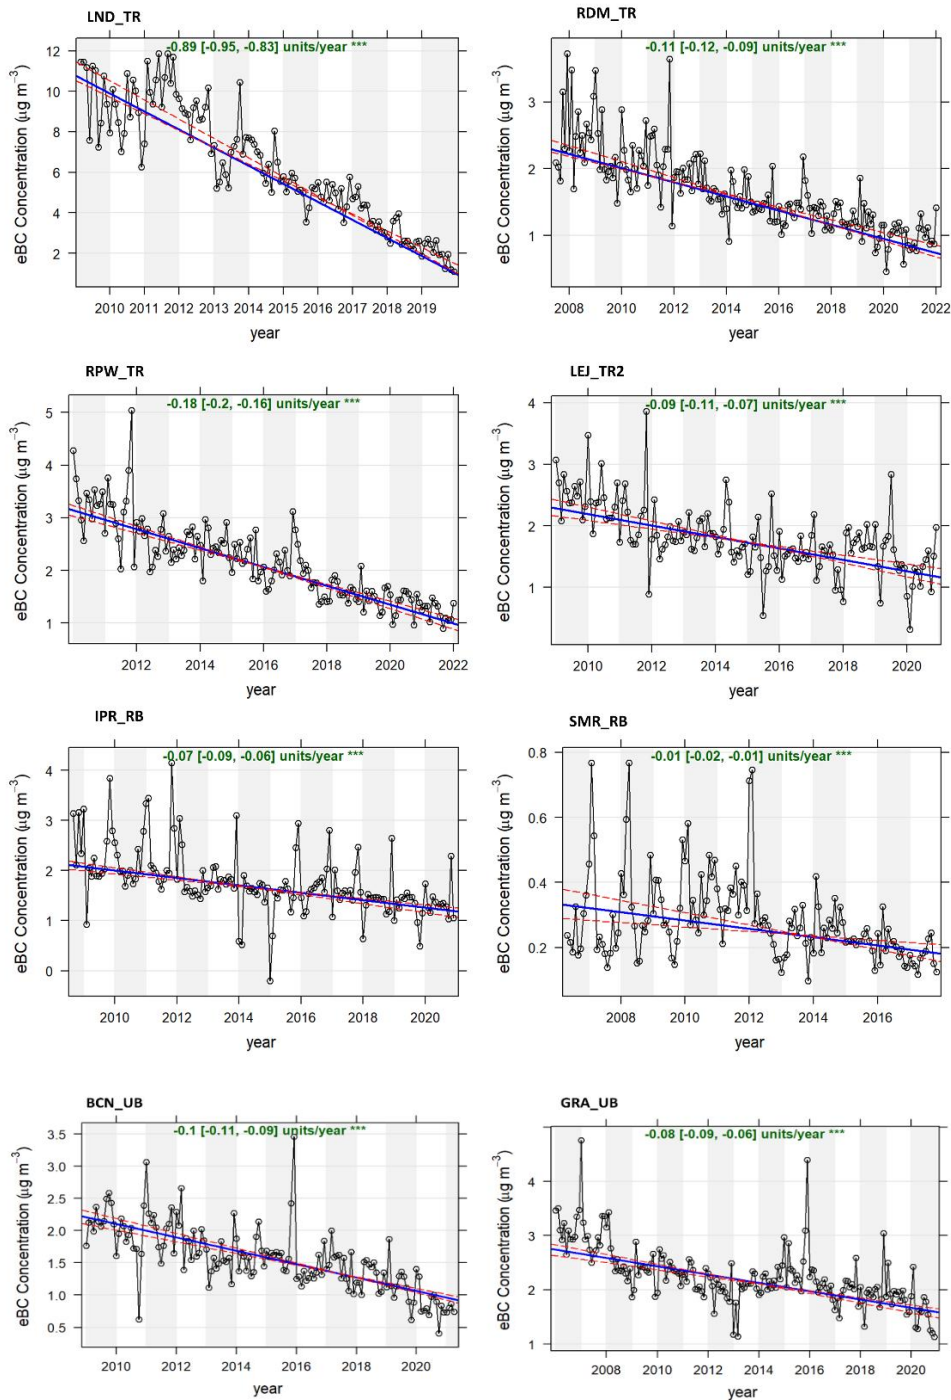 LND_TR
-0.89 [-0.95, -0.83] units/year ***
eBC Concentration (µg m⁻³)
12
10
8
6
4
2
2010 2011 2012 2013 2014 2015 2016 2017 2018 2019
year
RDM_TR
-0.11 [-0.12, -0.09] units/year ***
eBC Concentration (µg m⁻³)
3
2
1
2008 2010 2012 2014 2016 2018 2020 2022
year
RPW_TR
-0.18 [-0.2, -0.16] units/year ***
eBC Concentration (µg m⁻³)
5
4
3
2
1
2012 2014 2016 2018 2020 2022
year
LEJ_TR2
-0.09 [-0.11, -0.07] units/year ***
eBC Concentration (µg m⁻³)
4
3
2
1
2010 2012 2014 2016 2018 2020
year
IPR_RB
-0.07 [-0.09, -0.06] units/year ***
eBC Concentration (µg m⁻³)
4
3
2
1
0
2010 2012 2014 2016 2018 2020
year
SMR_RB
-0.01 [-0.02, -0.01] units/year ***
eBC Concentration (µg m⁻³)
0.8
0.6
0.4
0.2
2008 2010 2012 2014 2016
year
BCN_UB
-0.1 [-0.11, -0.09] units/year ***
eBC Concentration (µg m⁻³)
3.5
3.0
2.5
2.0
1.5
1.0
0.5
2010 2012 2014 2016 2018 2020
year
GRA_UB
-0.08 [-0.09, -0.06] units/year ***
eBC Concentration (µg m⁻³)
4
3
2
1
2008 2010 2012 2014 2016 2018 2020
year